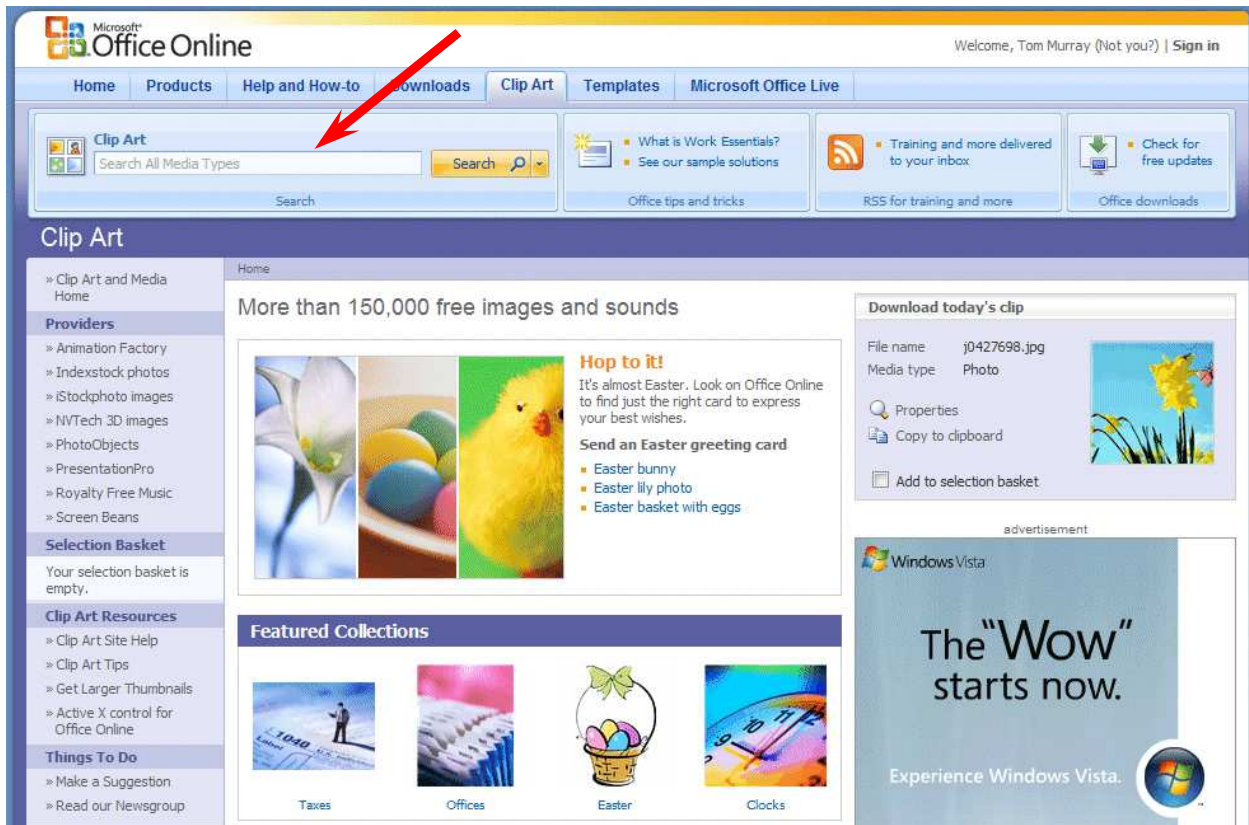 Microsoft
Office Online
Welcome, Tom Murray (Not you?) | Sign in
Home Products Help and How-to Downloads Clip Art Templates Microsoft Office Live
Clip Art
Search All Media Types
Search
Search
What is Work Essentials?
See our sample solutions
Office tips and tricks
Training and more delivered
to your inbox
RSS for training and more
Check for
free updates
Office downloads
Clip Art
» Clip Art and Media
Home
Providers
» Animation Factory
» Indexstock photos
» iStockphoto images
» NVTech 3D images
» PhotoObjects
» PresentationPro
» Royalty Free Music
» Screen Beans
Selection Basket
Your selection basket is
empty.
Clip Art Resources
» Clip Art Site Help
» Clip Art Tips
» Get Larger Thumbnails
» Active X control for
Office Online
Things To Do
» Make a Suggestion
» Read our Newsgroup
Home
More than 150,000 free images and sounds
Hop to it!
It's almost Easter. Look on Office Online
to find just the right card to express
your best wishes.
Send an Easter greeting card
Easter bunny
Easter lily photo
Easter basket with eggs
Featured Collections
1040
Label
10 11
9
Taxes
Offices
Easter
Clocks
Download today's clip
File name j0427698.jpg
Media type Photo
Properties
Copy to clipboard
Add to selection basket
advertisement
Windows Vista
The "Wow"
starts now.
Experience Windows Vista.